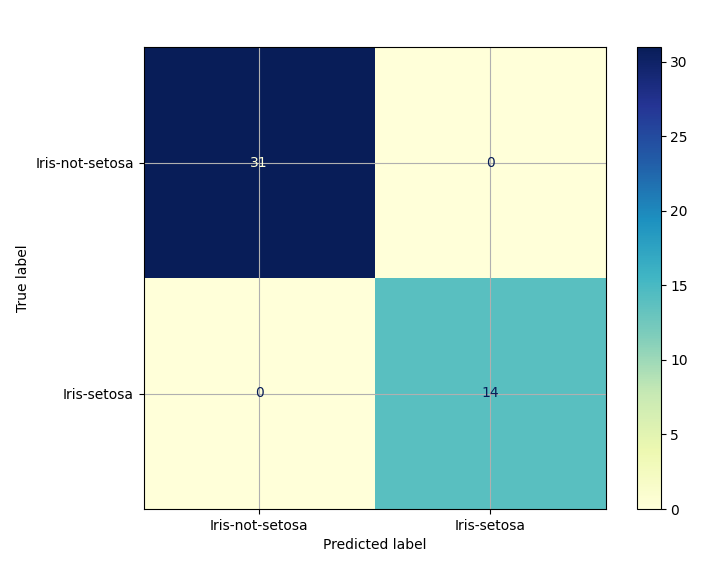 Iris-not-setosa
Iris-setosa
True label
31
0
0
14
Iris-not-setosa
Iris-setosa
Predicted label
30
25
20
15
10
5
0